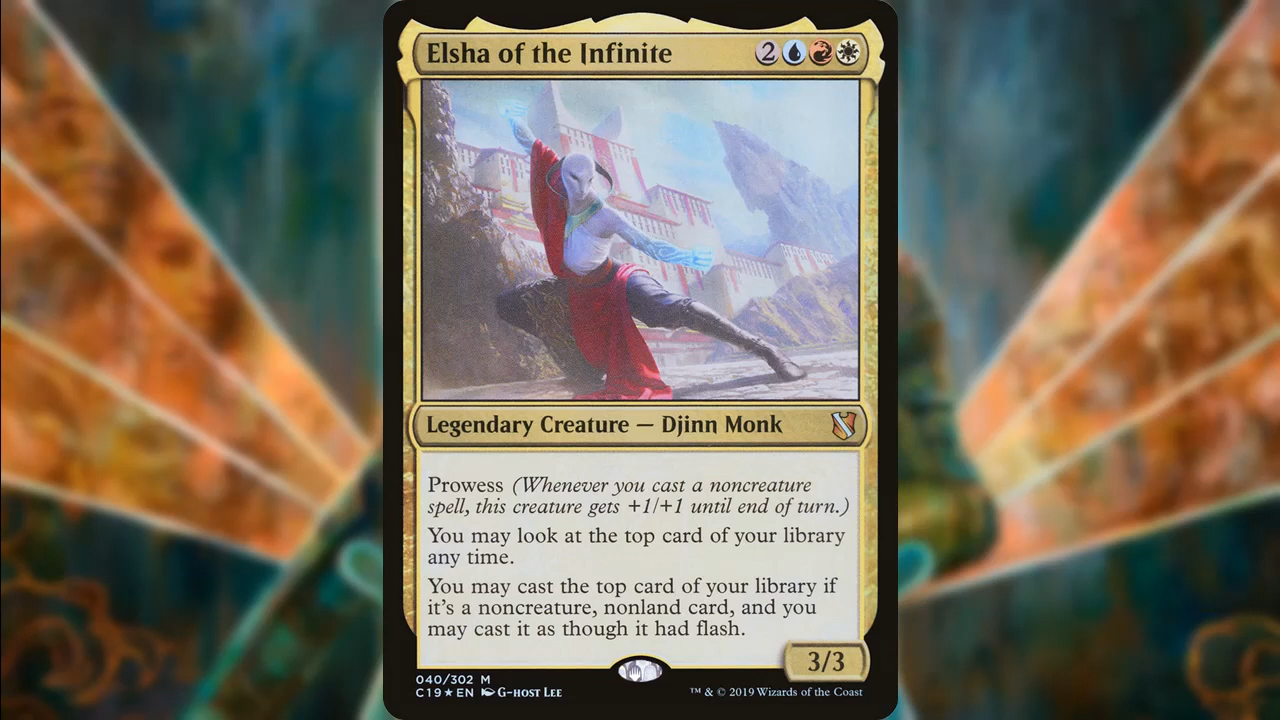 Elsha of the Infinite 2
Legendary Creature — Djinn Monk
Prowess (Whenever you cast a noncreature
spell, this creature gets +1/+1 until end of turn.)
You may look at the top card of your library
any time.
You may cast the top card of your library if
it's a noncreature, nonland card, and you
may cast it as though it had flash.
3/3
040/302 M
C19★EN G-host Lee
™ & © 2019 Wizards of the Coast